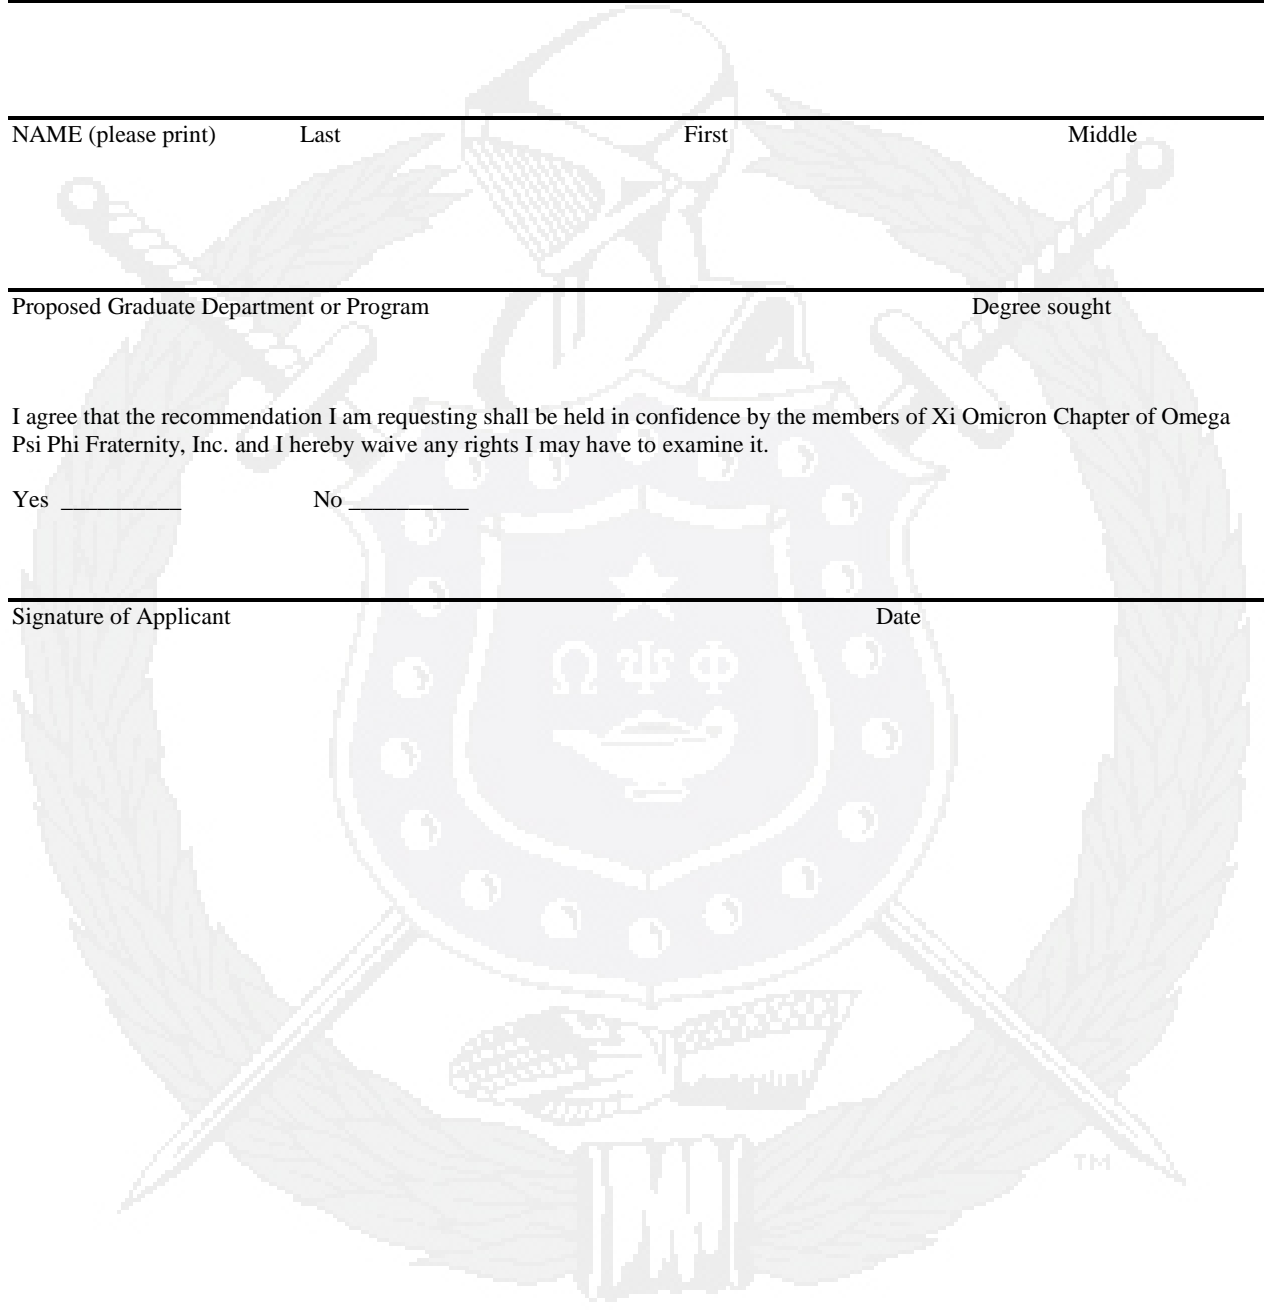 NAME (please print) Last First Middle
Proposed Graduate Department or Program Degree sought
I agree that the recommendation I am requesting shall be held in confidence by the members of Xi Omicron Chapter of Omega
Psi Phi Fraternity, Inc. and I hereby waive any rights I may have to examine it.
Yes __________ No __________
Signature of Applicant Date
Ω Ψ Φ
TM